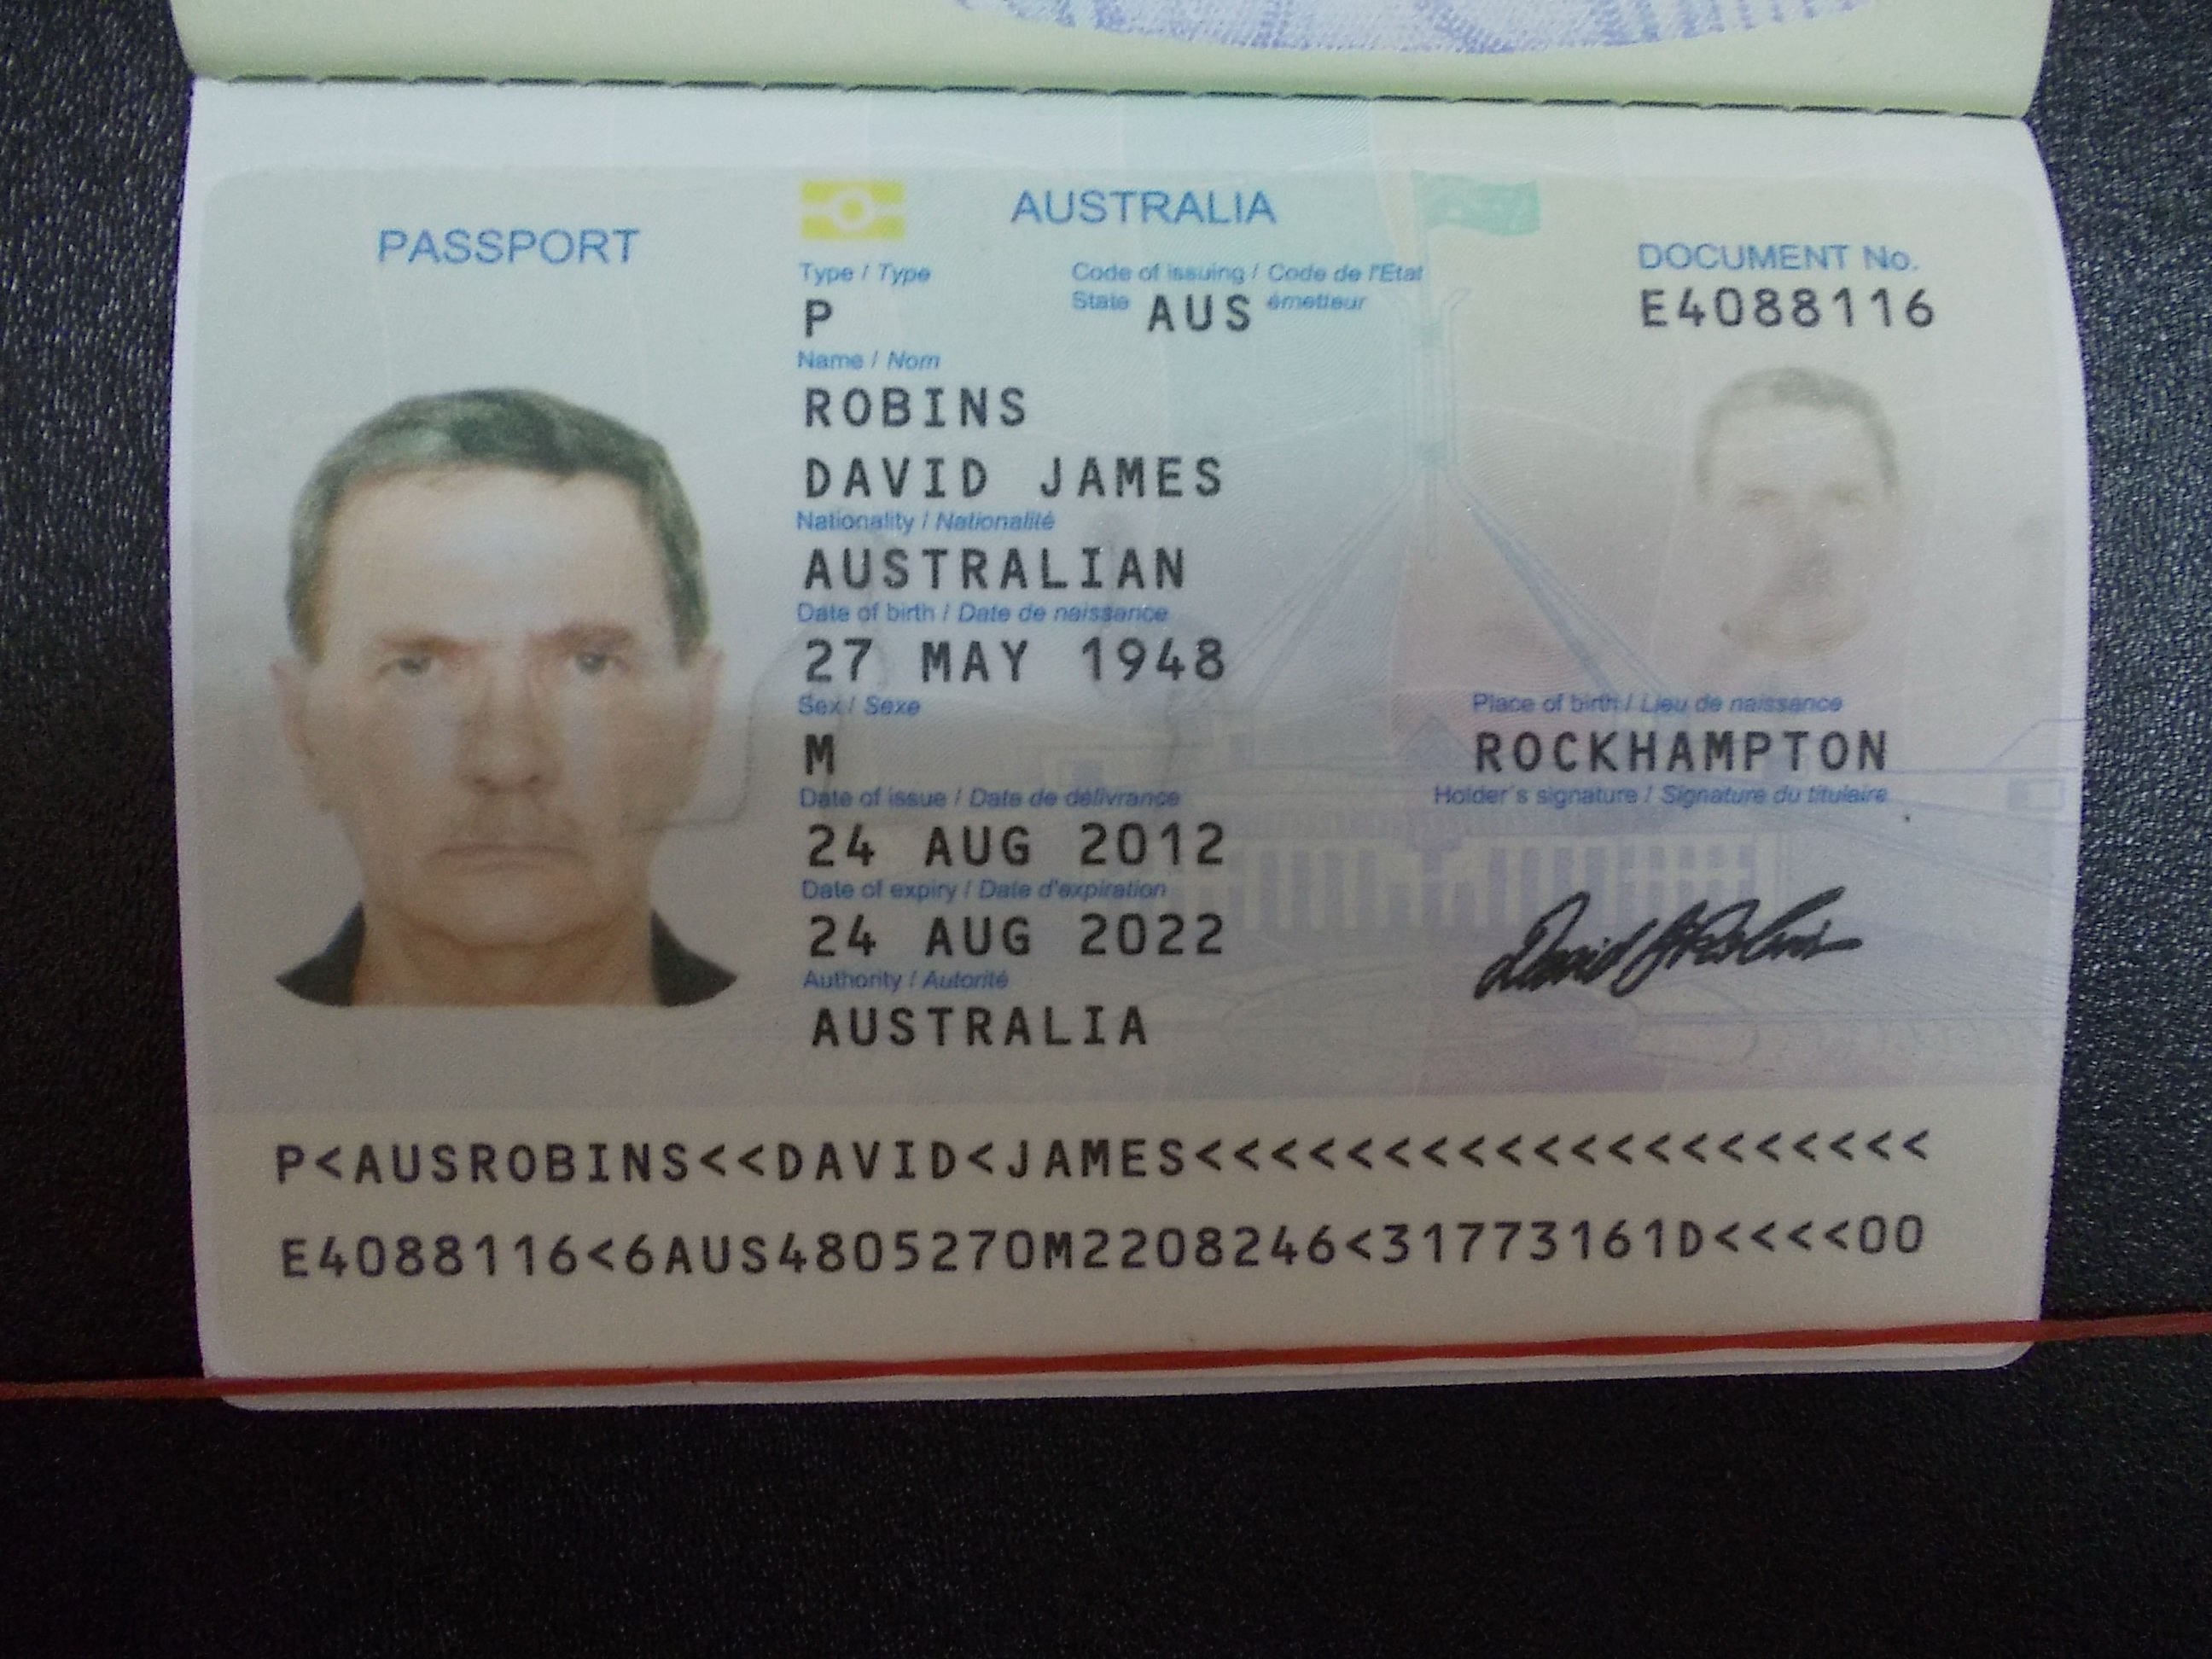 PASSPORT
AUSTRALIA
DOCUMENT No.
Type / Type
Code of issuing / Code de l'Etat
State émetteur
P
AUS
E4088116
Name / Nom
ROBINS
DAVID JAMES
Nationality / Nationalité
AUSTRALIAN
Date of birth / Date de naissance
27 MAY 1948
Sex / Sexe
Place of birth / Lieu de naissance
M
ROCKHAMPTON
Date of issue / Date de délivrance
Holder's signature / Signature du titulaire
24 AUG 2012
Date of expiry / Date d'expiration
24 AUG 2022
David J Robins
Authority / Autorité
AUSTRALIA
P<AUSROBINS<<DAVID<JAMES<<<<<<<<<<<<<<<<<<<<
E4088116<6AUS4805270M2208246<31773161D<<<<00